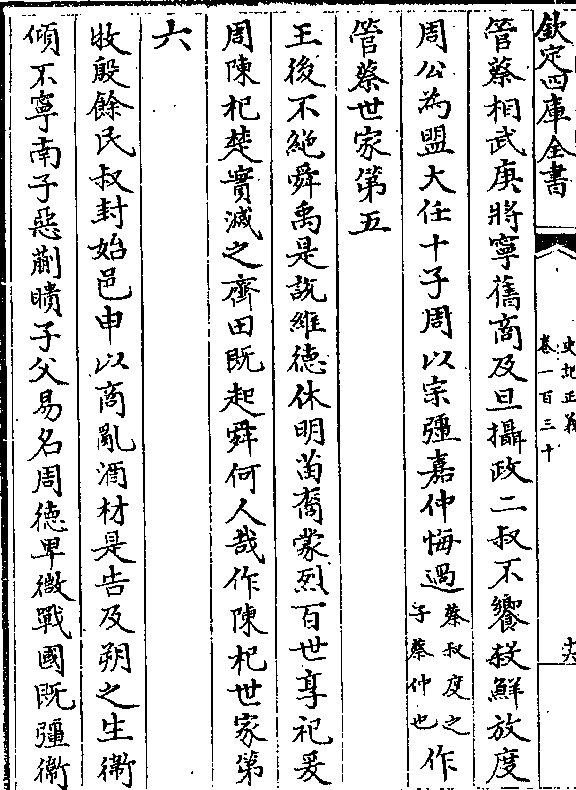 欽定四庫全書
史記正義
卷一百三十
管蔡相武庚將寧舊商及旦攝政二叔不饗殺鮮放度
周公為盟大任十子周以宗彊嘉仲悔過蔡叔度之子蔡仲也作
管蔡世家第五
王後不絶舜禹是說維德休明苗裔蒙烈百世享祀爰
周陳杞楚實滅之齊田既起舜何人哉作陳杞世家第
六
牧殷餘民叔封始邑申以商亂酒材是告及朔之生衞
傾不寧南子惡蒯聵子父易名周德卑微戰國既彊衞